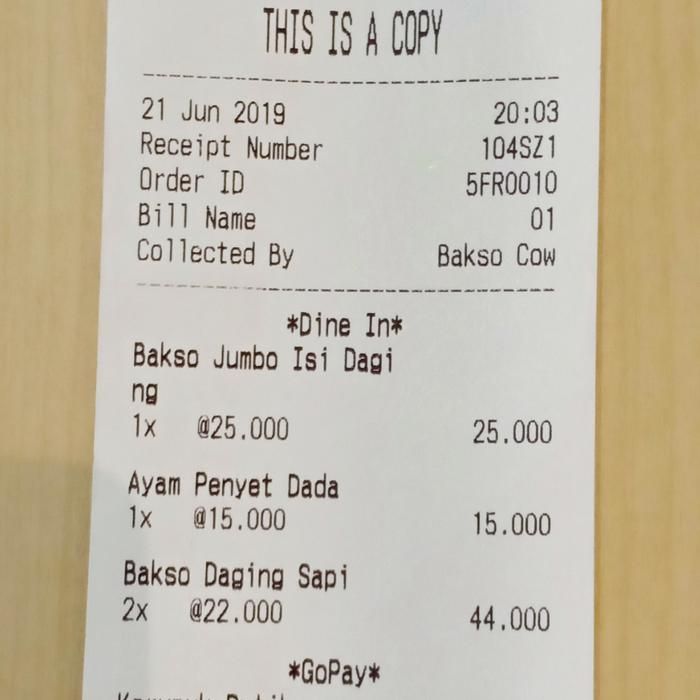 THIS IS A COPY
21 Jun 2019 20:03
Receipt Number 104SZ1
Order ID 5FR0010
Bill Name 01
Collected By Bakso Cow
*Dine In*
Bakso Jumbo Isi Dagi
ng
1x @25.000 25.000
Ayam Penyet Dada
1x @15.000 15.000
Bakso Daging Sapi
2x @22.000 44.000
*GoPay*